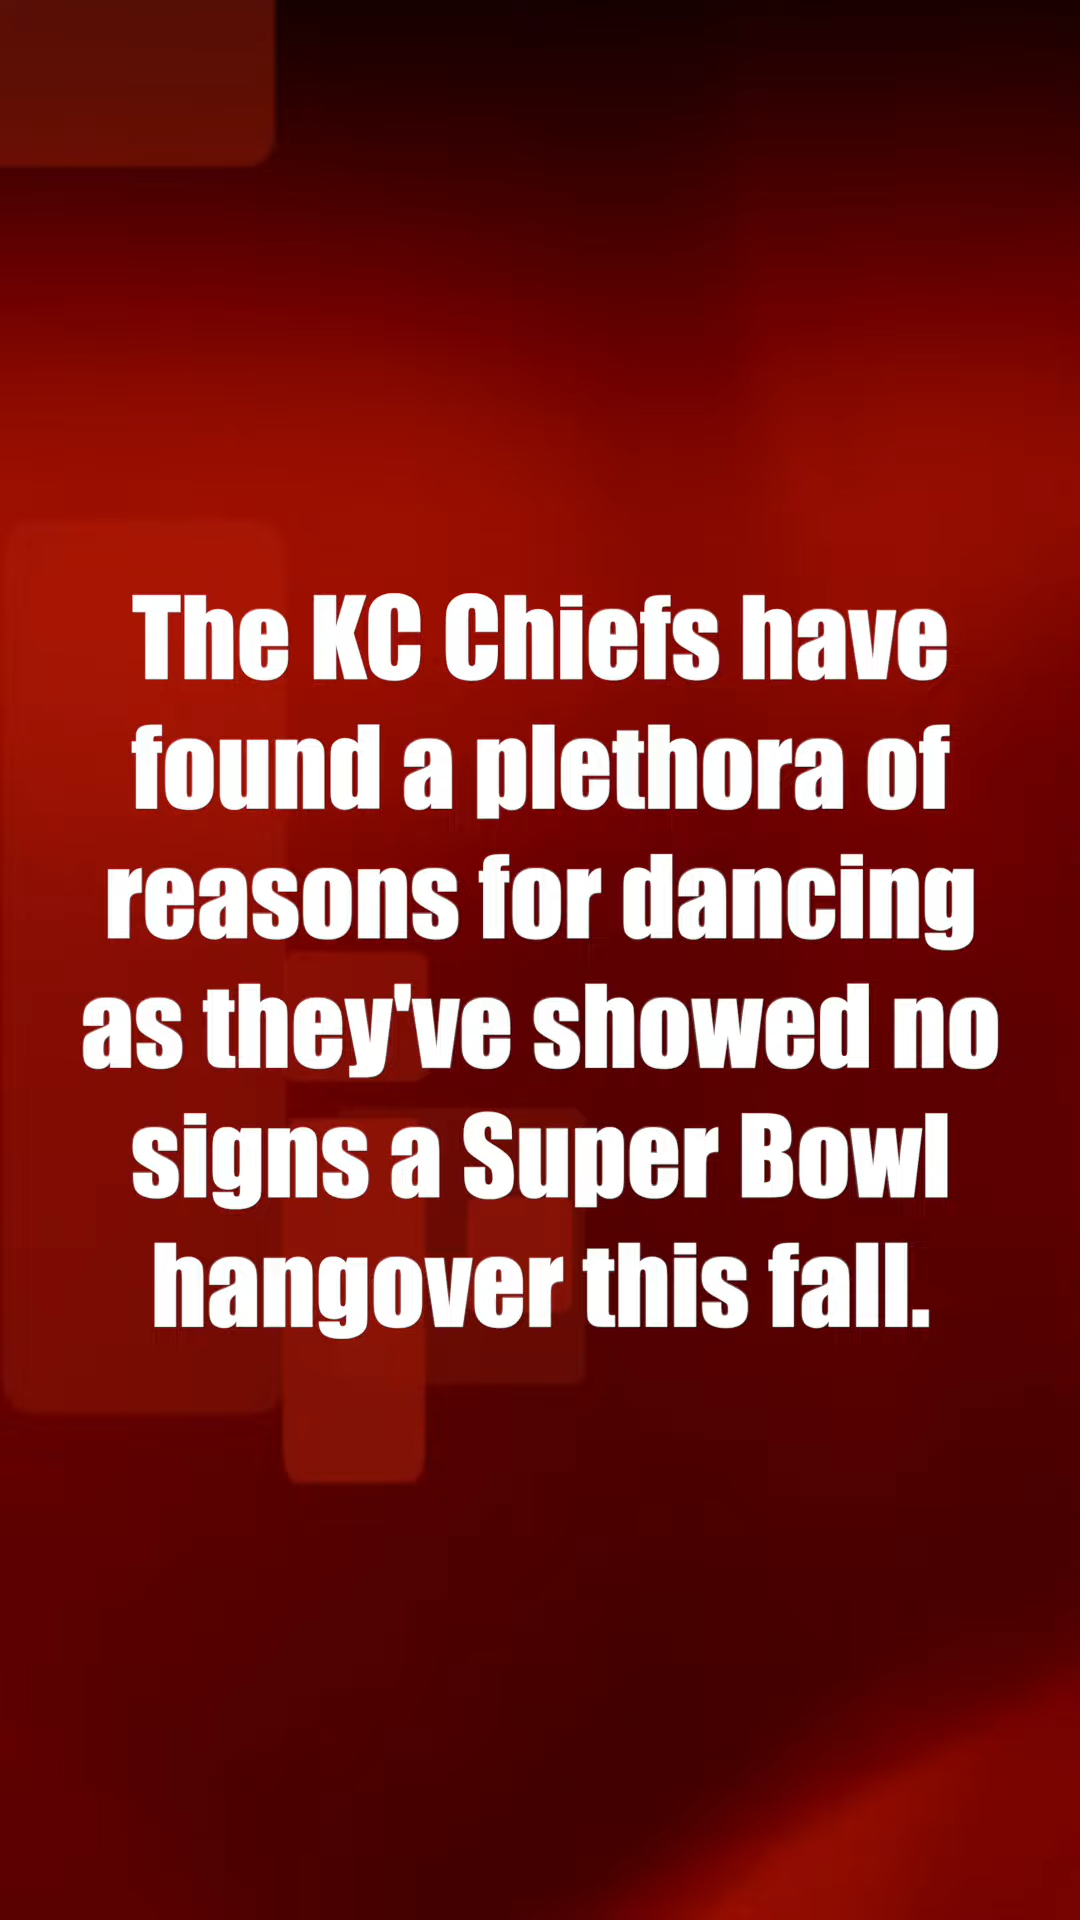 The KC Chiefs have
found a plethora of
reasons for dancing
as they've showed no
signs a Super Bowl
hangover this fall.